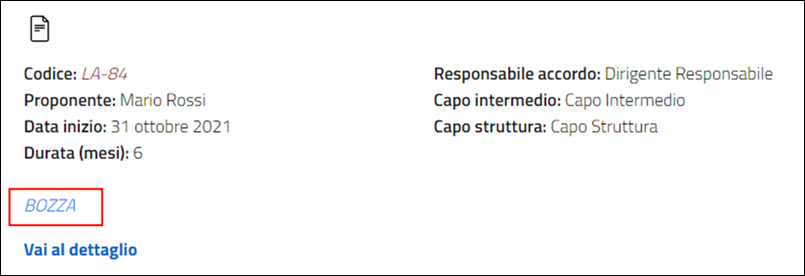 Codice: LA-84
Proponente: Mario Rossi
Data inizio: 31 ottobre 2021
Durata (mesi): 6
Responsabile accordo: Dirigente Responsabile
Capo intermedio: Capo Intermedio
Capo struttura: Capo Struttura
BOZZA
Vai al dettaglio